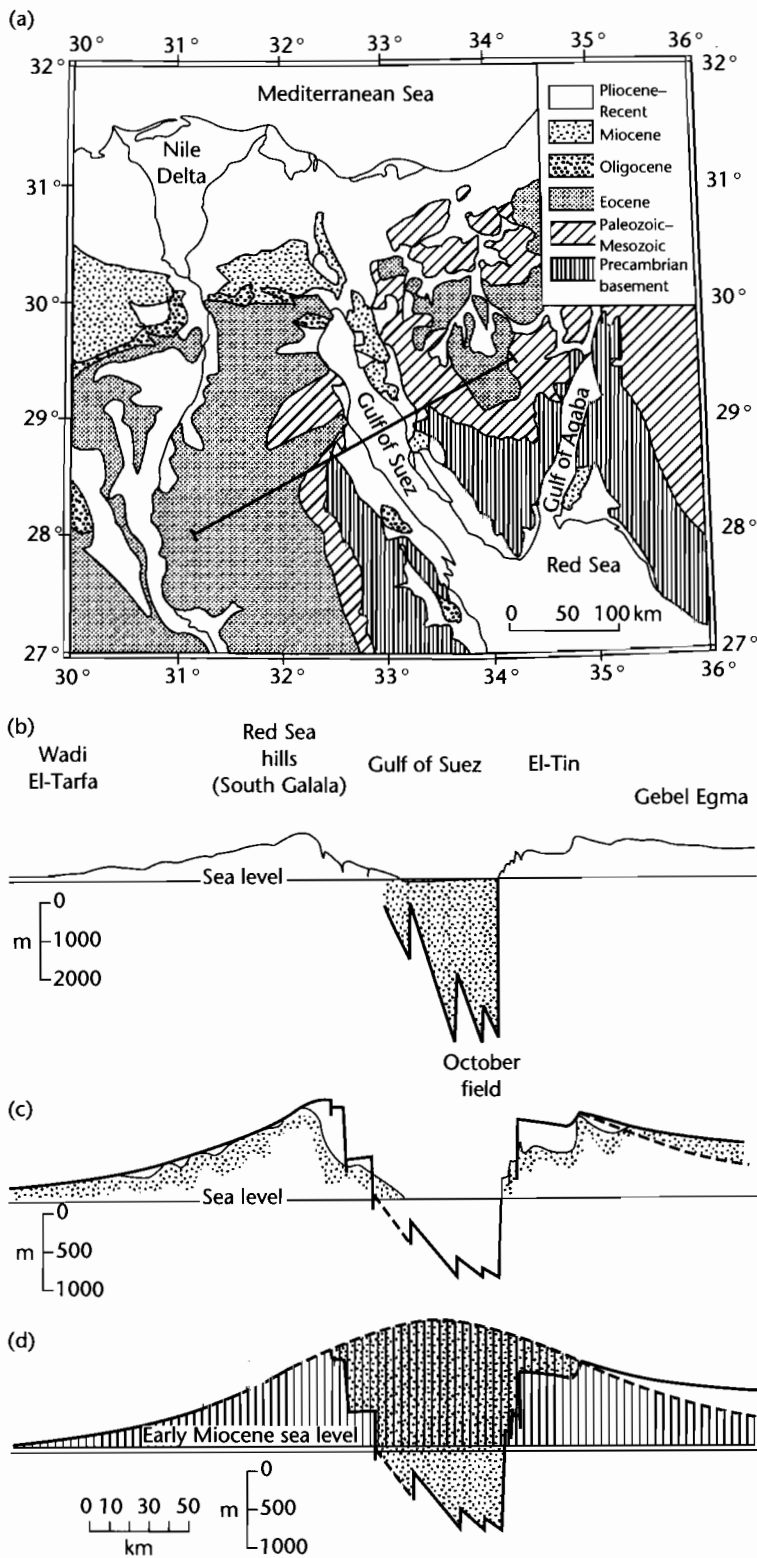 (a)
30° 31° 32° 33° 34° 35° 36°
32° 32°
Mediterranean Sea
Pliocene–
Recent
Miocene
Oligocene
Eocene
Paleozoic–
Mesozoic
Precambrian
basement
Nile
Delta
31° 31°
30° 30°
29° 29°
Gulf of Suez
Gulf of Aqaba
28° 28°
Red Sea
0 50 100 km
27° 27°
30° 31° 32° 33° 34° 35° 36°
(b)
Wadi
El-Tarfa
Red Sea
hills
(South Galala)
Gulf of Suez
El-Tin
Gebel Egma
Sea level
0
m 1000
2000
October
field
(c)
Sea level
0
m 500
1000
(d)
Early Miocene sea level
0
m 500
1000
0 10 30 50
km